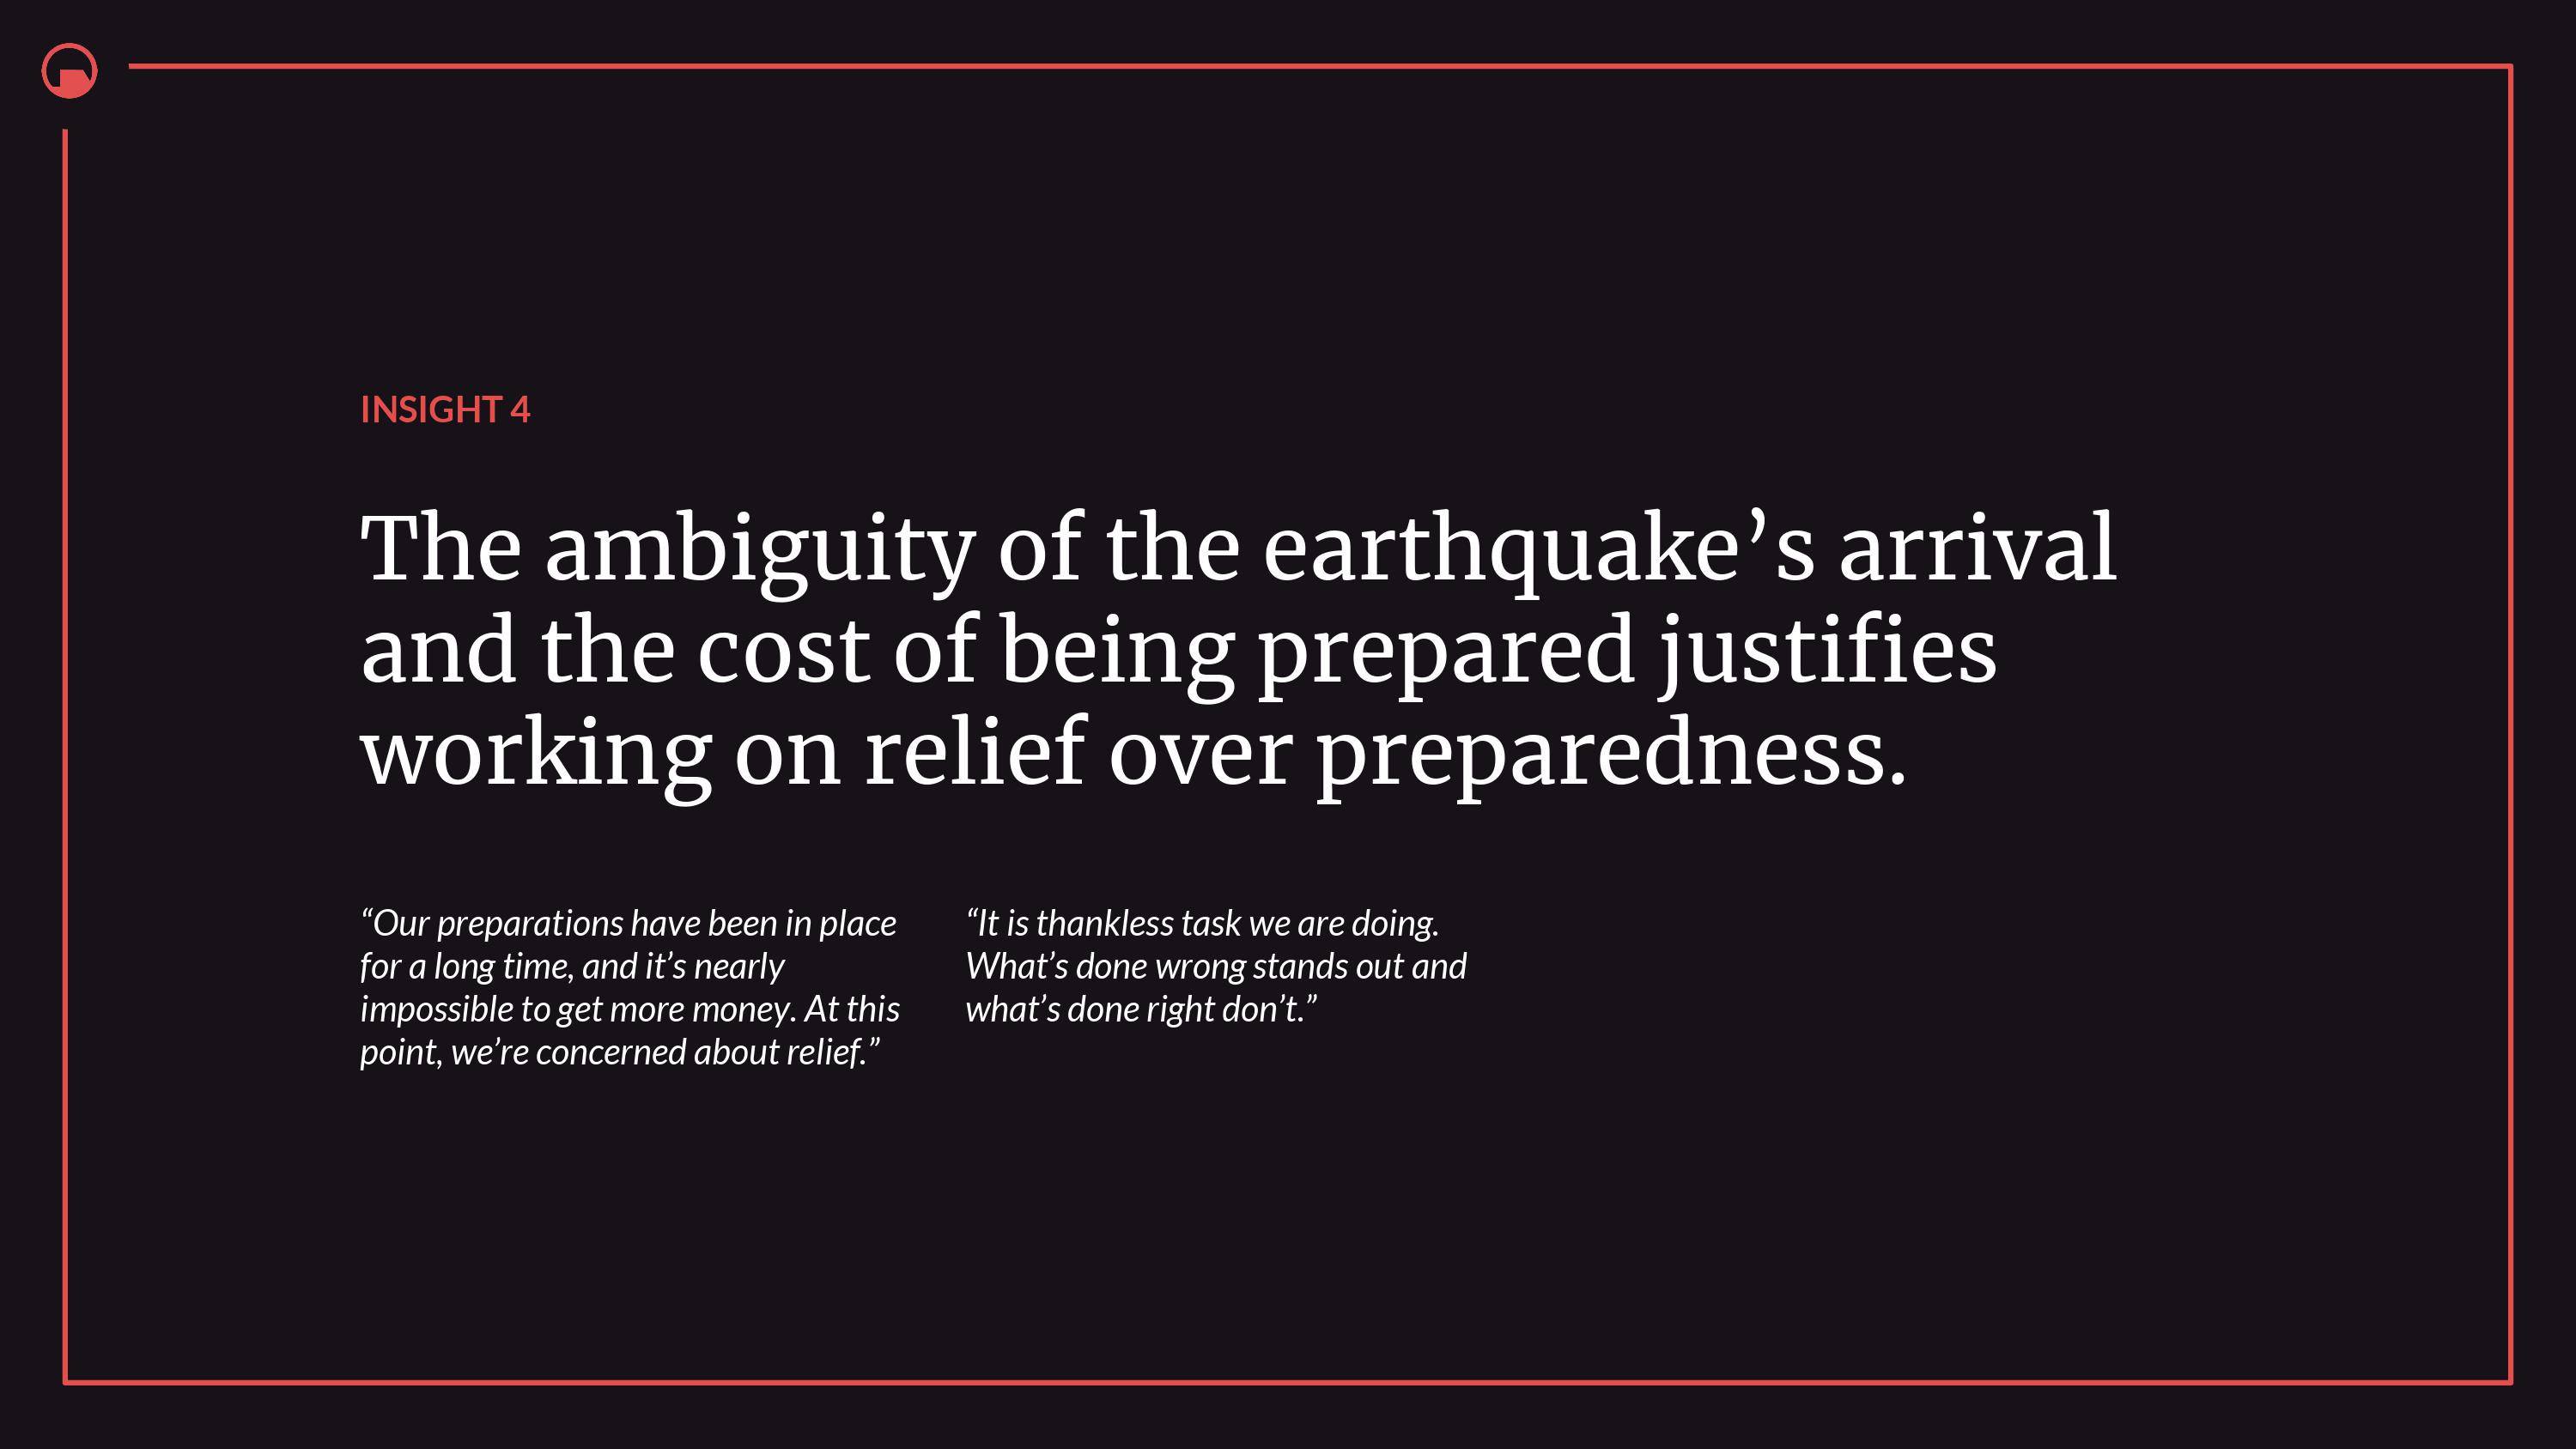 INSIGHT 4
The ambiguity of the earthquake’s arrival
and the cost of being prepared justifies
working on relief over preparedness.
“Our preparations have been in place
for a long time, and it’s nearly
impossible to get more money. At this
point, we’re concerned about relief.”
“It is thankless task we are doing.
What’s done wrong stands out and
what’s done right don’t.”